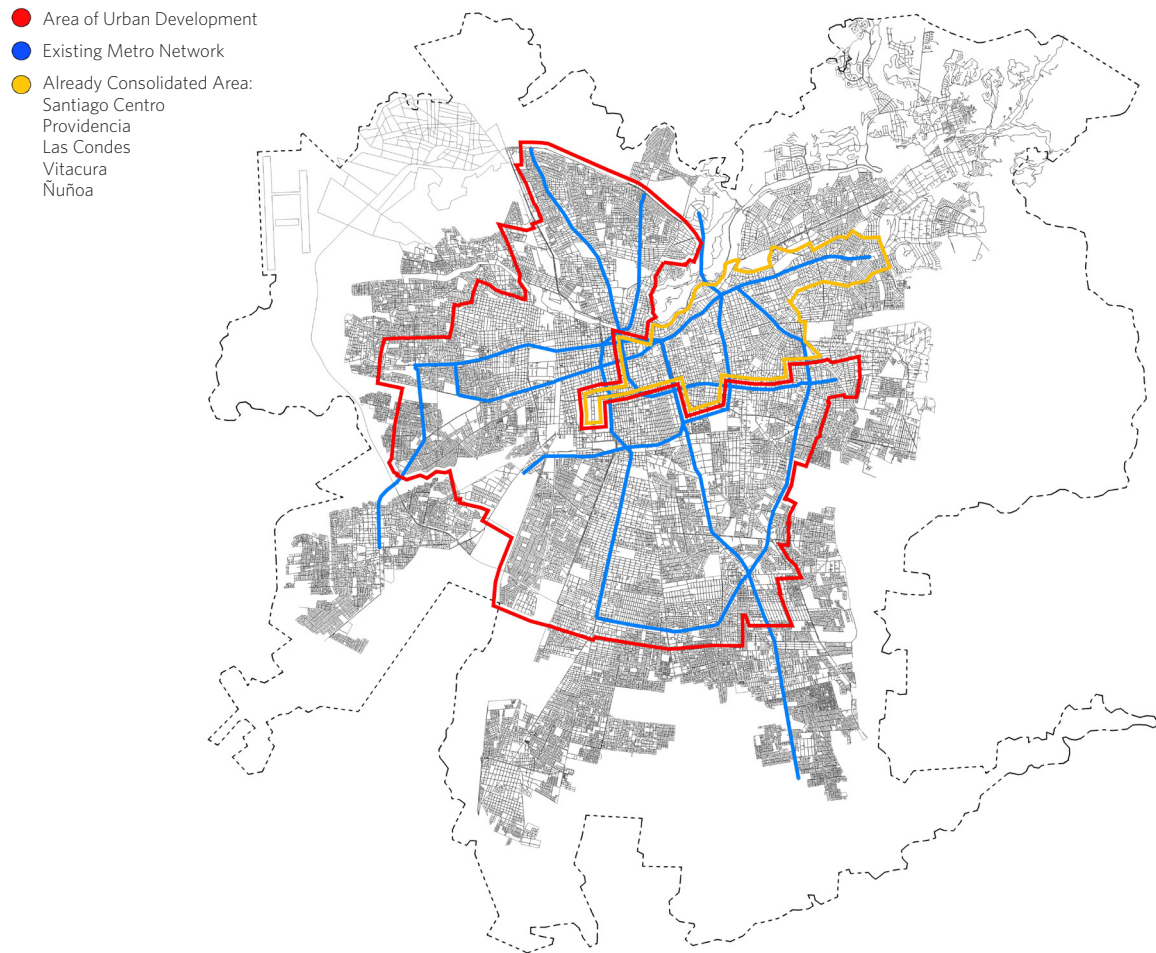 Area of Urban Development
Existing Metro Network
Already Consolidated Area:
Santiago Centro
Providencia
Las Condes
Vitacura
Ñuñoa